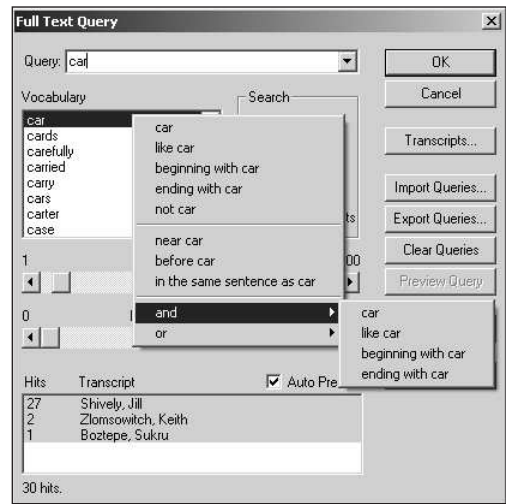 Full Text Query
Query: car
OK
Cancel
Transcripts...
Import Queries...
Export Queries...
Clear Queries
Preview Query
Vocabulary
Search
car
cards
carefully
carried
carry
cars
carter
case
car
like car
beginning with car
ending with car
not car
near car
before car
in the same sentence as car
and
or
car
like car
beginning with car
ending with car
ts
1
00
0
Hits Transcript Auto Pre
27 Shively, Jill
2 Zlomsowitch, Keith
1 Boztepe, Sukru
30 hits.